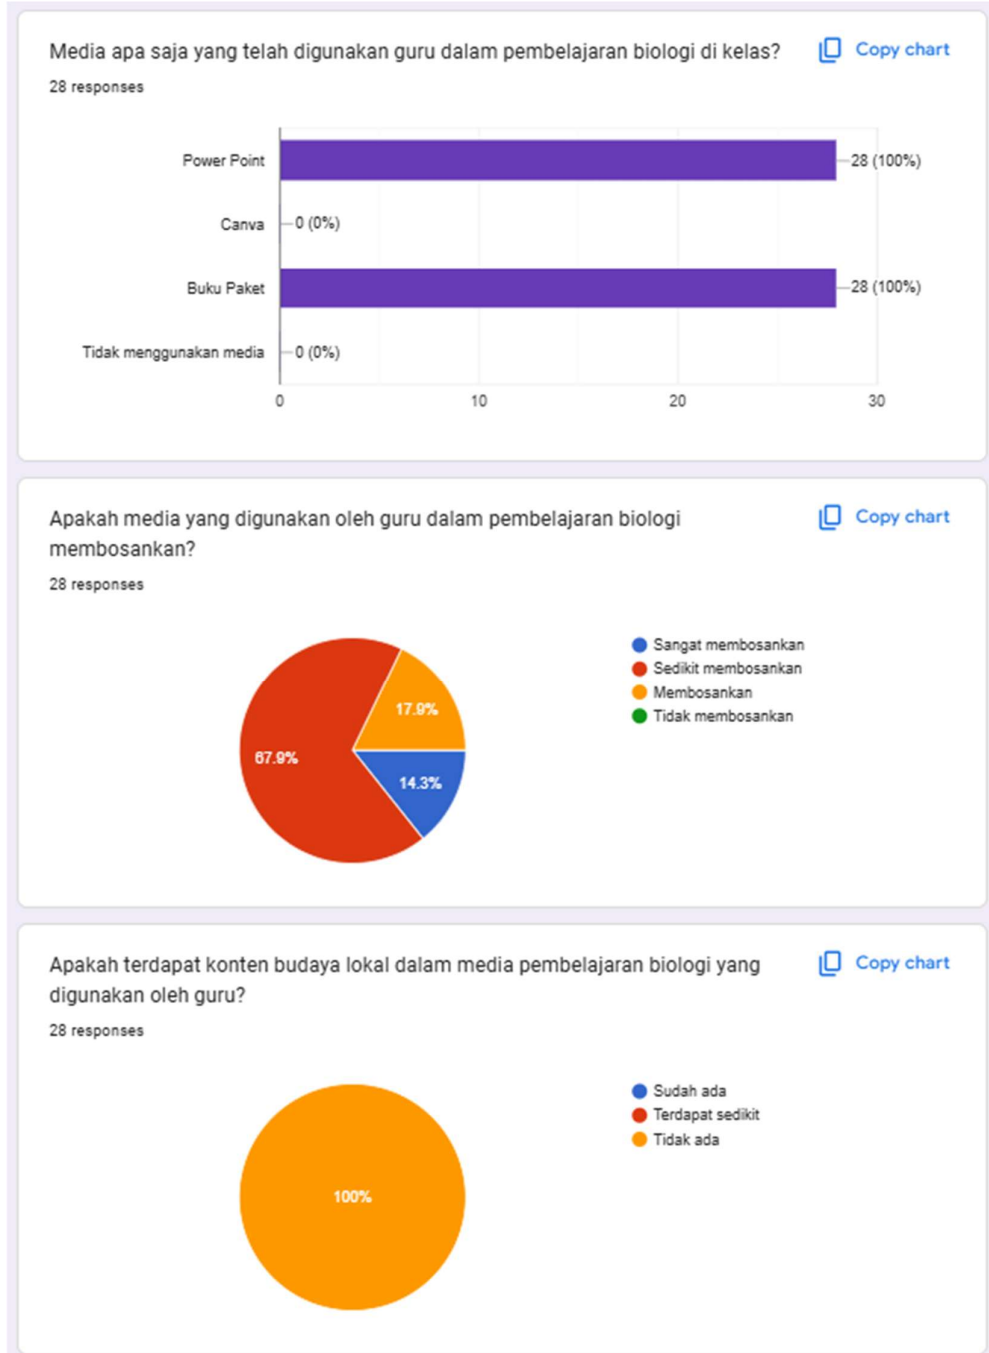 Media apa saja yang telah digunakan guru dalam pembelajaran biologi di kelas?
Copy chart
28 responses
Power Point
28 (100%)
Canva
0 (0%)
Buku Paket
28 (100%)
Tidak menggunakan media
0 (0%)
0 10 20 30
Apakah media yang digunakan oleh guru dalam pembelajaran biologi
membosankan?
Copy chart
28 responses
Sangat membosankan
Sedikit membosankan
Membosankan
Tidak membosankan
17.9%
67.9%
14.3%
Apakah terdapat konten budaya lokal dalam media pembelajaran biologi yang
digunakan oleh guru?
Copy chart
28 responses
Sudah ada
Terdapat sedikit
Tidak ada
100%